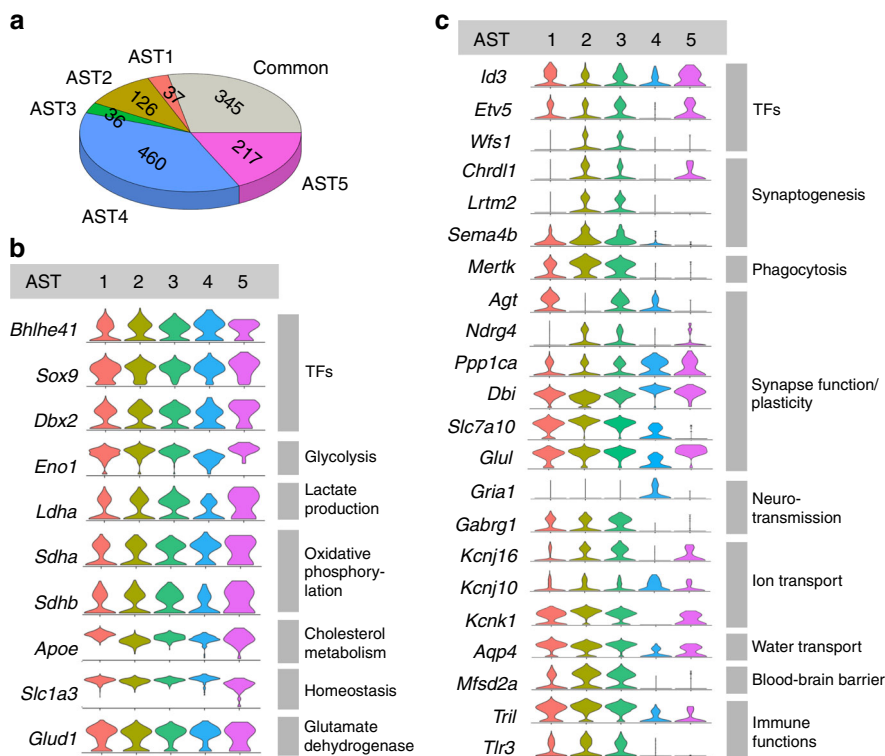 a
AST1
AST2
AST3
AST4
AST5
Common
37
126
36
460
217
345
b
AST 1 2 3 4 5
Bhlhe41
Sox9
Dbx2
TFs
Eno1
Glycolysis
Ldha
Lactate
production
Sdha
Sdhb
Oxidative
phosphory-
lation
Apoe
Cholesterol
metabolism
Slc1a3
Homeostasis
Glud1
Glutamate
dehydrogenase
c
AST 1 2 3 4 5
Id3
Etv5
Wfs1
TFs
Chrdl1
Lrtm2
Sema4b
Synaptogenesis
Mertk
Phagocytosis
Agt
Ndrg4
Ppp1ca
Dbi
Slc7a10
Glul
Synapse function/
plasticity
Gria1
Gabrg1
Neuro-
transmission
Kcnj16
Kcnj10
Kcnk1
Ion transport
Aqp4
Water transport
Mfsd2a
Blood-brain barrier
Tril
Tlr3
Immune
functions